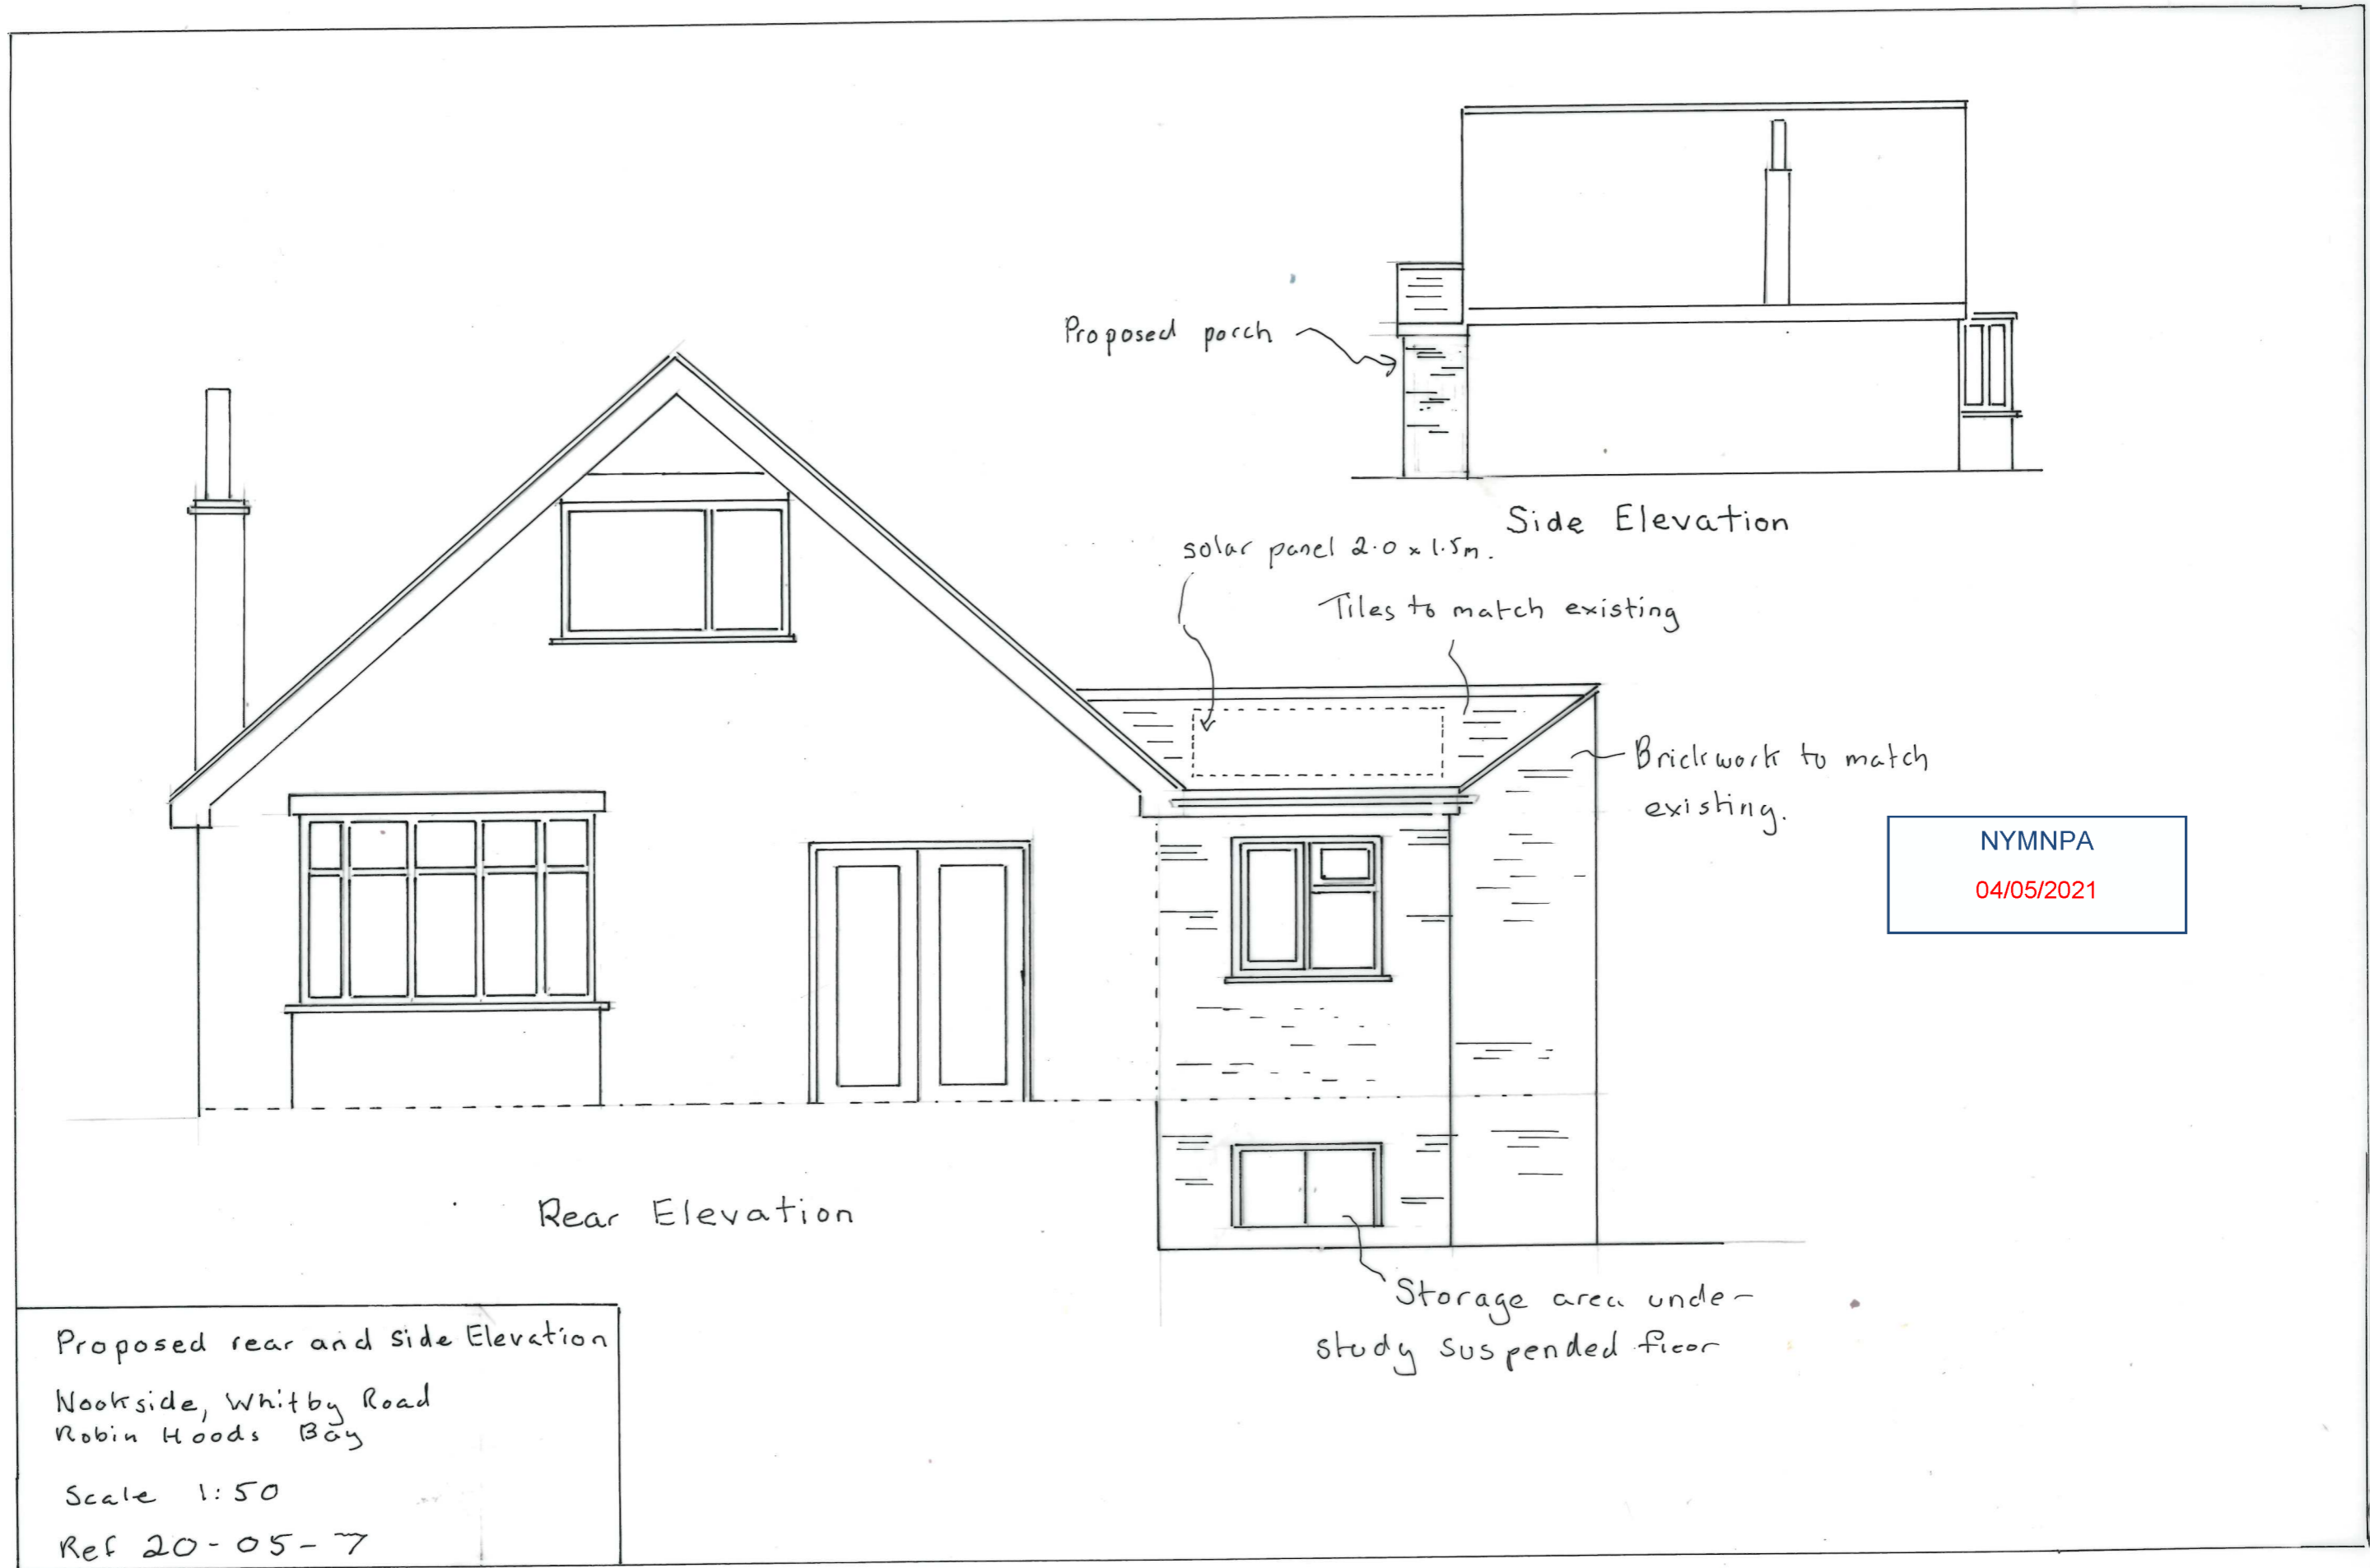 Proposed porch
Side Elevation
solar panel 2.0 x 1.5m.
Tiles to match existing
Brickwork to match
existing.
NYMNPA
04/05/2021
Rear Elevation
Storage area under
study suspended floor
Proposed rear and side Elevation
Nookside, Whitby Road
Robin Hoods Bay
Scale 1:50
Ref 20-05-7